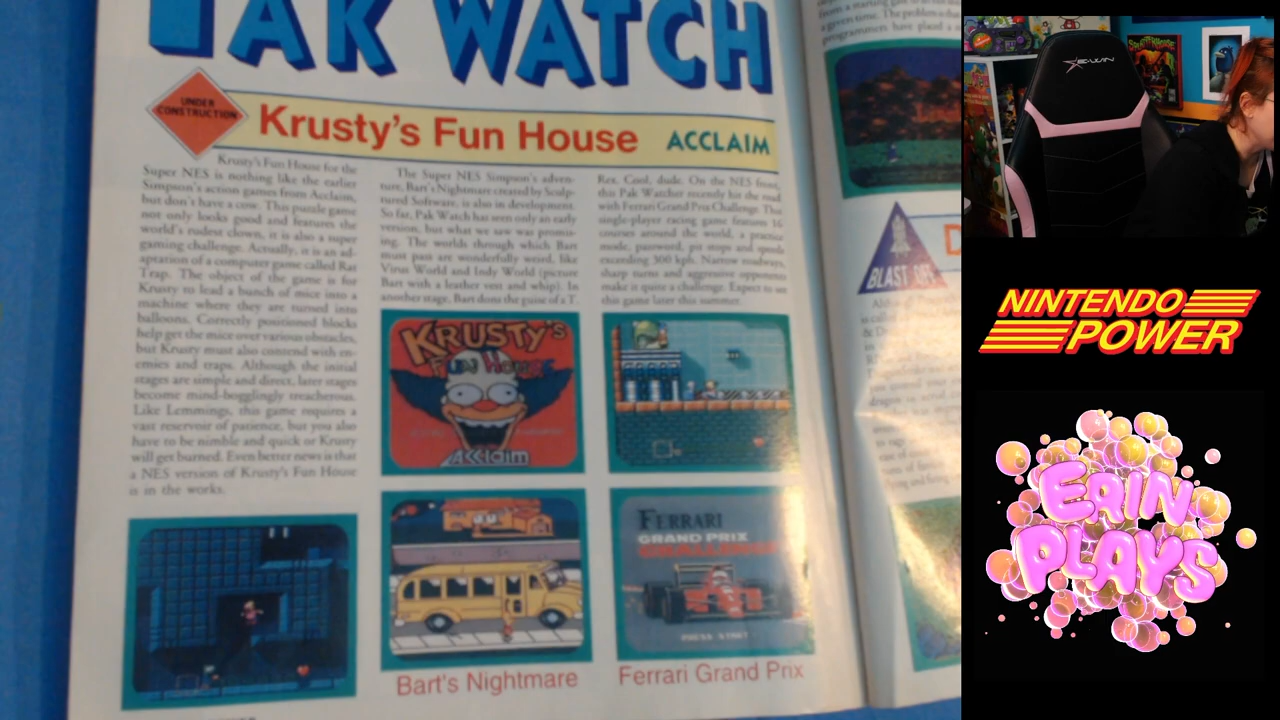 PAK WATCH
UNDER
CONSTRUCTION
Krusty's Fun House ACCLAIM
Krusty's Fun House for the
Super NES is nothing like the earlier
Simpson's action games from Acclaim,
but don't have a cow. This puzzle game
not only looks good and features the
world's rudest clown, it is also a super
gaming challenge. Actually, it is an ad-
aptation of a computer game called Rat
Trap. The object of the game is for
Krusty to lead a bunch of mice into a
machine where they are turned into
balloons. Correctly positioned blocks
help get the mice over various obstacles,
but Krusty must also contend with en-
emies and traps. Although the initial
stages are simple and direct, later stages
become mind-bogglingly treacherous.
Like Lemmings, this game requires a
vast reservoir of patience, but you also
have to be nimble and quick or Krusty
will get burned. Even better news is that
a NES version of Krusty's Fun House
is in the works.
The Super NES Simpson's adven-
ture, Bart's Nightmare created by Sculp-
tured Software, is also in development.
So far, Pak Watch has seen only an early
version, but what we saw was promis-
ing. The worlds through which Bart
must pass are wonderfully weird, like
Virus World and Indy World (picture
Bart with a leather vest and whip). In
another stage, Bart dons the guise of a T.
Rex. Cool, dude. On the NES front,
this Pak Watcher recently hit the road
with Ferrari Grand Prix Challenge. This
single-player racing game features 16
courses around the world, a practice
mode, password, pit stops and speeds
exceeding 300 kph. Narrow roadways,
sharp turns and aggressive opponents
make it quite a challenge. Expect to see
this game later this summer.
KRUSTY'S
FUN HOUSE
Acclaim
FERRARI
GRAND PRIX
CHALLENGE
PRESS START
Bart's Nightmare
Ferrari Grand Prix
a given time. The problem is that
programmers have placed a
BLAST OFF
D
E-WIN
SPLATTERHOUSE
NINTENDO
POWER
ERIN
PLAYS